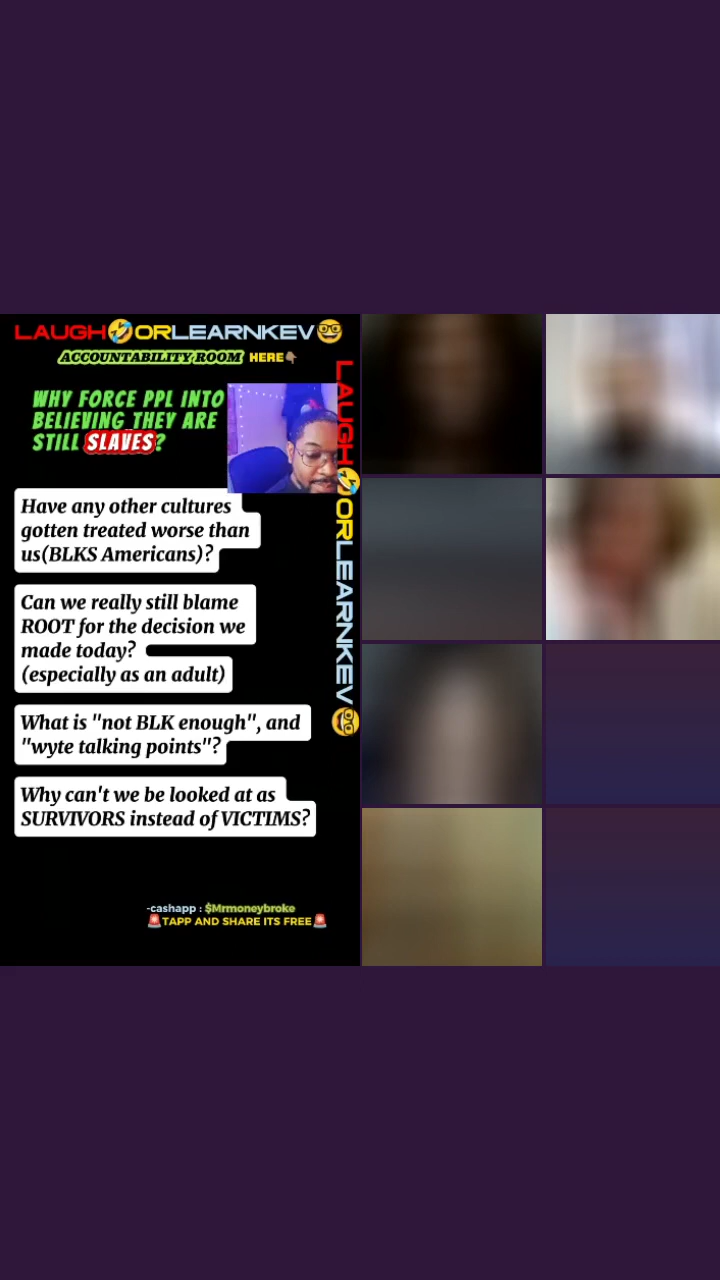 LAUGH🤣ORLEARNKEV🤓
ACCOUNTABILITY ROOM HERE👇🏽
WHY FORCE PPL INTO
BELIEVING THEY ARE
STILL SLAVES?
LAUGH🤣ORLEARNKEV🤓
Have any other cultures
gotten treated worse than
us(BLKS Americans)?
Can we really still blame
ROOT for the decision we
made today?
(especially as an adult)
What is "not BLK enough", and
"wyte talking points"?
Why can't we be looked at as
SURVIVORS instead of VICTIMS?
-cashapp : $Mrmoneybroke
🚨TAPP AND SHARE ITS FREE🚨